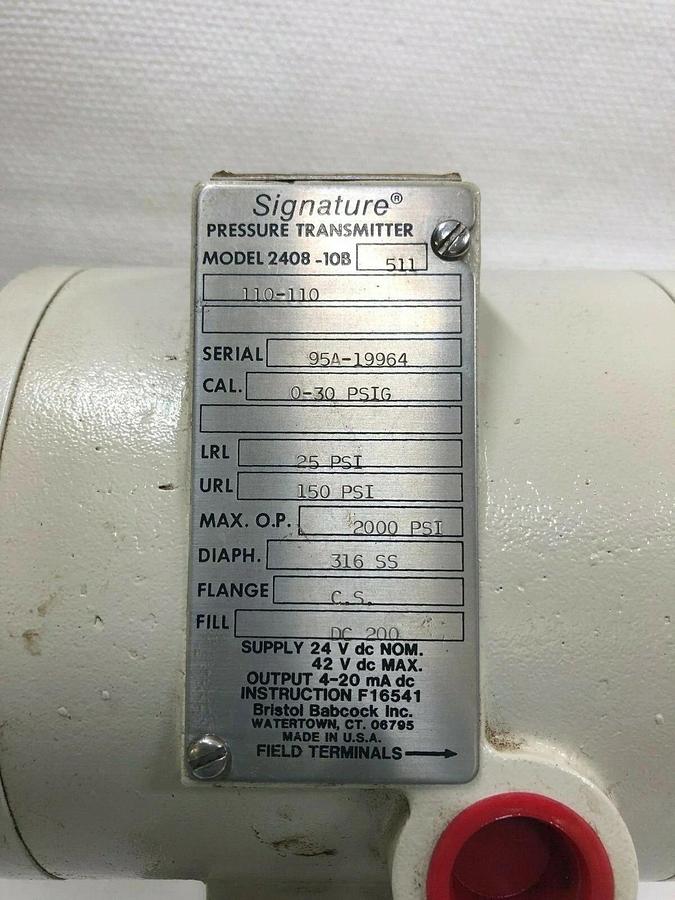 Signature®
PRESSURE TRANSMITTER
MODEL 2408-10B 511
110-110
SERIAL 95A-19964
CAL. 0-30 PSIG
LRL 25 PSI
URL 150 PSI
MAX. O.P. 2000 PSI
DIAPH. 316 SS
FLANGE C.S.
FILL DC 200
SUPPLY 24 V dc NOM.
42 V dc MAX.
OUTPUT 4-20 mA dc
INSTRUCTION F16541
Bristol Babcock Inc.
WATERTOWN, CT. 06795
MADE IN U.S.A.
FIELD TERMINALS